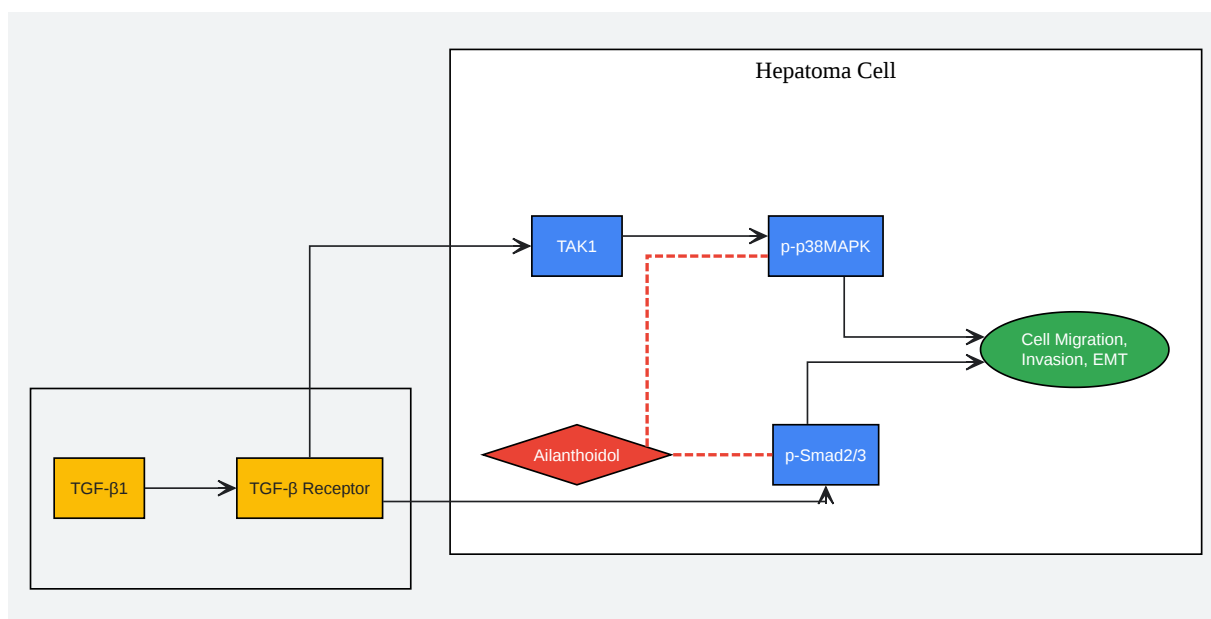 Hepatoma Cell
TAK1
p-p38MAPK
Cell Migration,
Invasion, EMT
Ailanthoidol
p-Smad2/3
TGF-β1
TGF-β Receptor